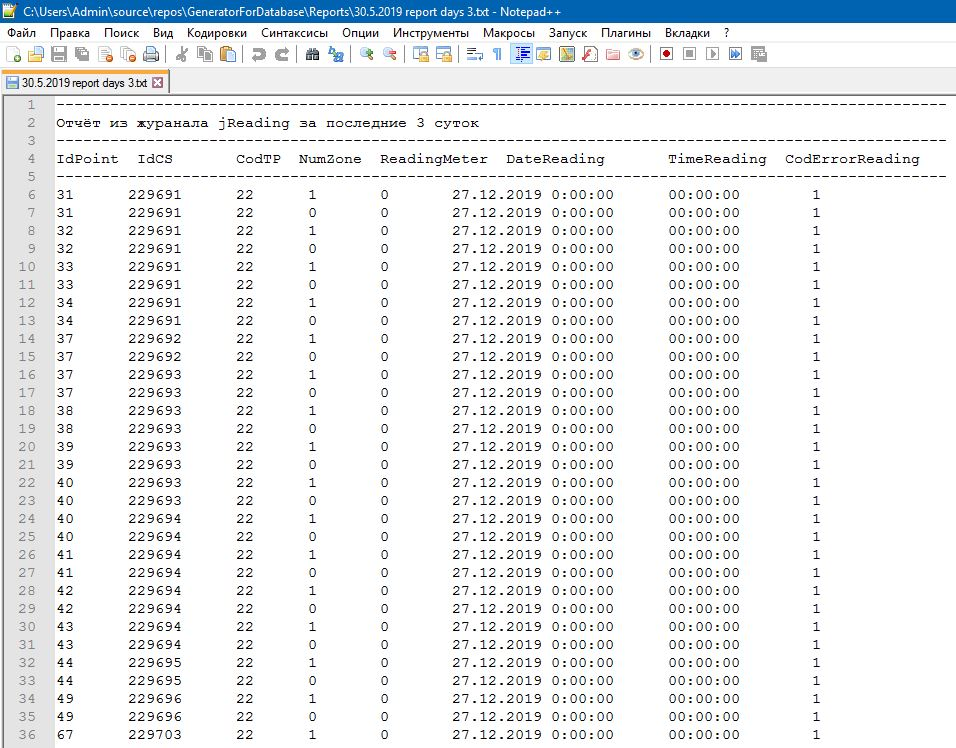 C:\Users\Admin\source\repos\GeneratorForDatabase\Reports\30.5.2019 report days 3.txt - Notepad++
Файл Правка Поиск Вид Кодировки Синтаксисы Опции Инструменты Макросы Запуск Плагины Вкладки ?
30.5.2019 report days 3.txt
1 ---------------------------------------------------------------------------------------------------
2 Отчёт из журанала jReading за последние 3 суток
3 ---------------------------------------------------------------------------------------------------
4 IdPoint IdCS CodTP NumZone ReadingMeter DateReading TimeReading CodErrorReading
5 ---------------------------------------------------------------------------------------------------
6 31 229691 22 1 0 27.12.2019 0:00:00 00:00:00 1
7 31 229691 22 0 0 27.12.2019 0:00:00 00:00:00 1
8 32 229691 22 1 0 27.12.2019 0:00:00 00:00:00 1
9 32 229691 22 0 0 27.12.2019 0:00:00 00:00:00 1
10 33 229691 22 1 0 27.12.2019 0:00:00 00:00:00 1
11 33 229691 22 0 0 27.12.2019 0:00:00 00:00:00 1
12 34 229691 22 1 0 27.12.2019 0:00:00 00:00:00 1
13 34 229691 22 0 0 27.12.2019 0:00:00 00:00:00 1
14 37 229692 22 1 0 27.12.2019 0:00:00 00:00:00 1
15 37 229692 22 0 0 27.12.2019 0:00:00 00:00:00 1
16 37 229693 22 1 0 27.12.2019 0:00:00 00:00:00 1
17 37 229693 22 0 0 27.12.2019 0:00:00 00:00:00 1
18 38 229693 22 1 0 27.12.2019 0:00:00 00:00:00 1
19 38 229693 22 0 0 27.12.2019 0:00:00 00:00:00 1
20 39 229693 22 1 0 27.12.2019 0:00:00 00:00:00 1
21 39 229693 22 0 0 27.12.2019 0:00:00 00:00:00 1
22 40 229693 22 1 0 27.12.2019 0:00:00 00:00:00 1
23 40 229693 22 0 0 27.12.2019 0:00:00 00:00:00 1
24 40 229694 22 1 0 27.12.2019 0:00:00 00:00:00 1
25 40 229694 22 0 0 27.12.2019 0:00:00 00:00:00 1
26 41 229694 22 1 0 27.12.2019 0:00:00 00:00:00 1
27 41 229694 22 0 0 27.12.2019 0:00:00 00:00:00 1
28 42 229694 22 1 0 27.12.2019 0:00:00 00:00:00 1
29 42 229694 22 0 0 27.12.2019 0:00:00 00:00:00 1
30 43 229694 22 1 0 27.12.2019 0:00:00 00:00:00 1
31 43 229694 22 0 0 27.12.2019 0:00:00 00:00:00 1
32 44 229695 22 1 0 27.12.2019 0:00:00 00:00:00 1
33 44 229695 22 0 0 27.12.2019 0:00:00 00:00:00 1
34 49 229696 22 1 0 27.12.2019 0:00:00 00:00:00 1
35 49 229696 22 0 0 27.12.2019 0:00:00 00:00:00 1
36 67 229703 22 1 0 27.12.2019 0:00:00 00:00:00 1